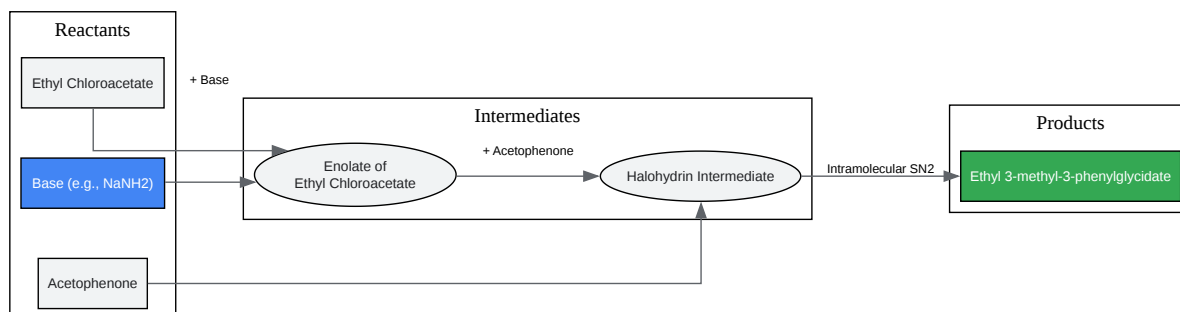 Reactants
Ethyl Chloroacetate
+ Base
Base (e.g., NaNH2)
Acetophenone
Intermediates
Enolate of
Ethyl Chloroacetate
+ Acetophenone
Halohydrin Intermediate
Intramolecular SN2
Products
Ethyl 3-methyl-3-phenylglycidate